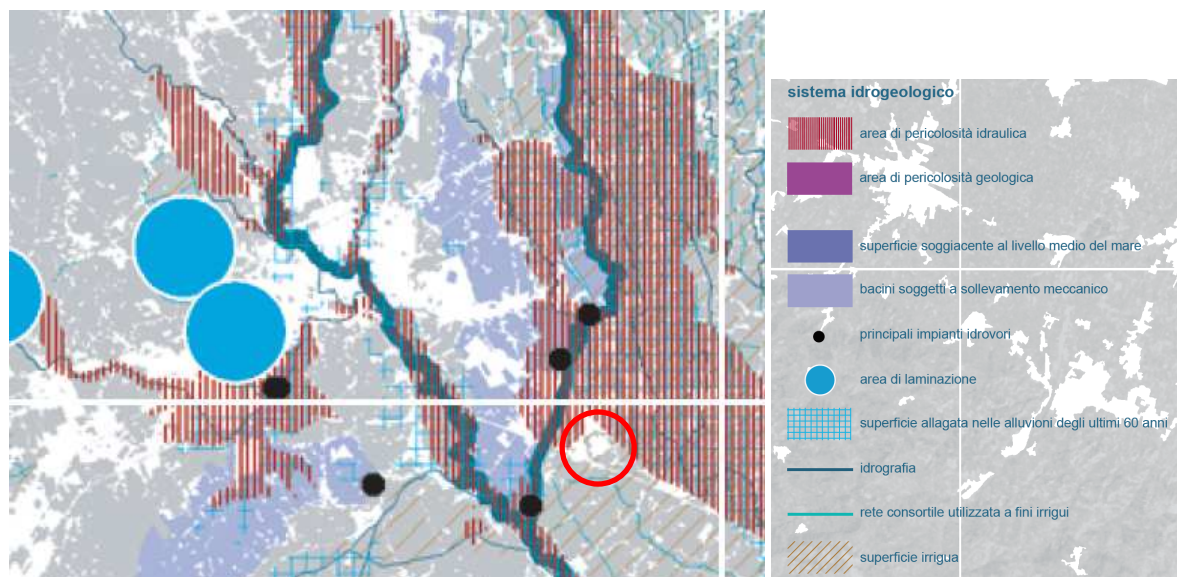 sistema idrogeologico
area di pericolosità idraulica
area di pericolosità geologica
superficie soggiacente al livello medio del mare
bacini soggetti a sollevamento meccanico
principali impianti idrovori
area di laminazione
superficie allagata nelle alluvioni degli ultimi 60 anni
idrografia
rete consortile utilizzata a fini irrigui
superficie irrigua